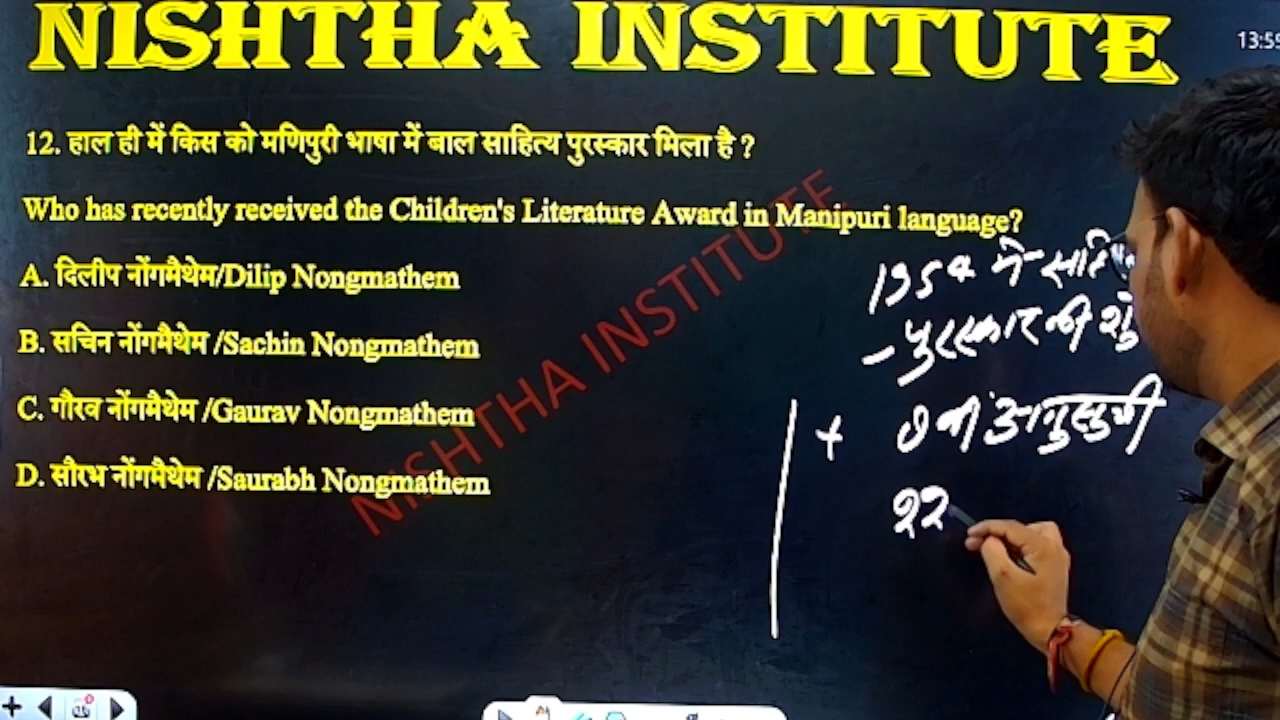 NISHTHA INSTITUTE
13:59
12. हाल ही में किस को मणिपुरी भाषा में बाल साहित्य पुरस्कार मिला है ?
Who has recently received the Children's Literature Award in Manipuri language?
A. दिलीप नोंगमैथेम/Dilip Nongmathem
B. सचिन नोंगमैथेम /Sachin Nongmathem
C. गौरव नोंगमैथेम /Gaurav Nongmathem
D. सौरभ नोंगमैथेम /Saurabh Nongmathem
NISHTHA INSTITUTE
1954 में
- पुरस्कार की
+ 8 वीं अनुसूची
22